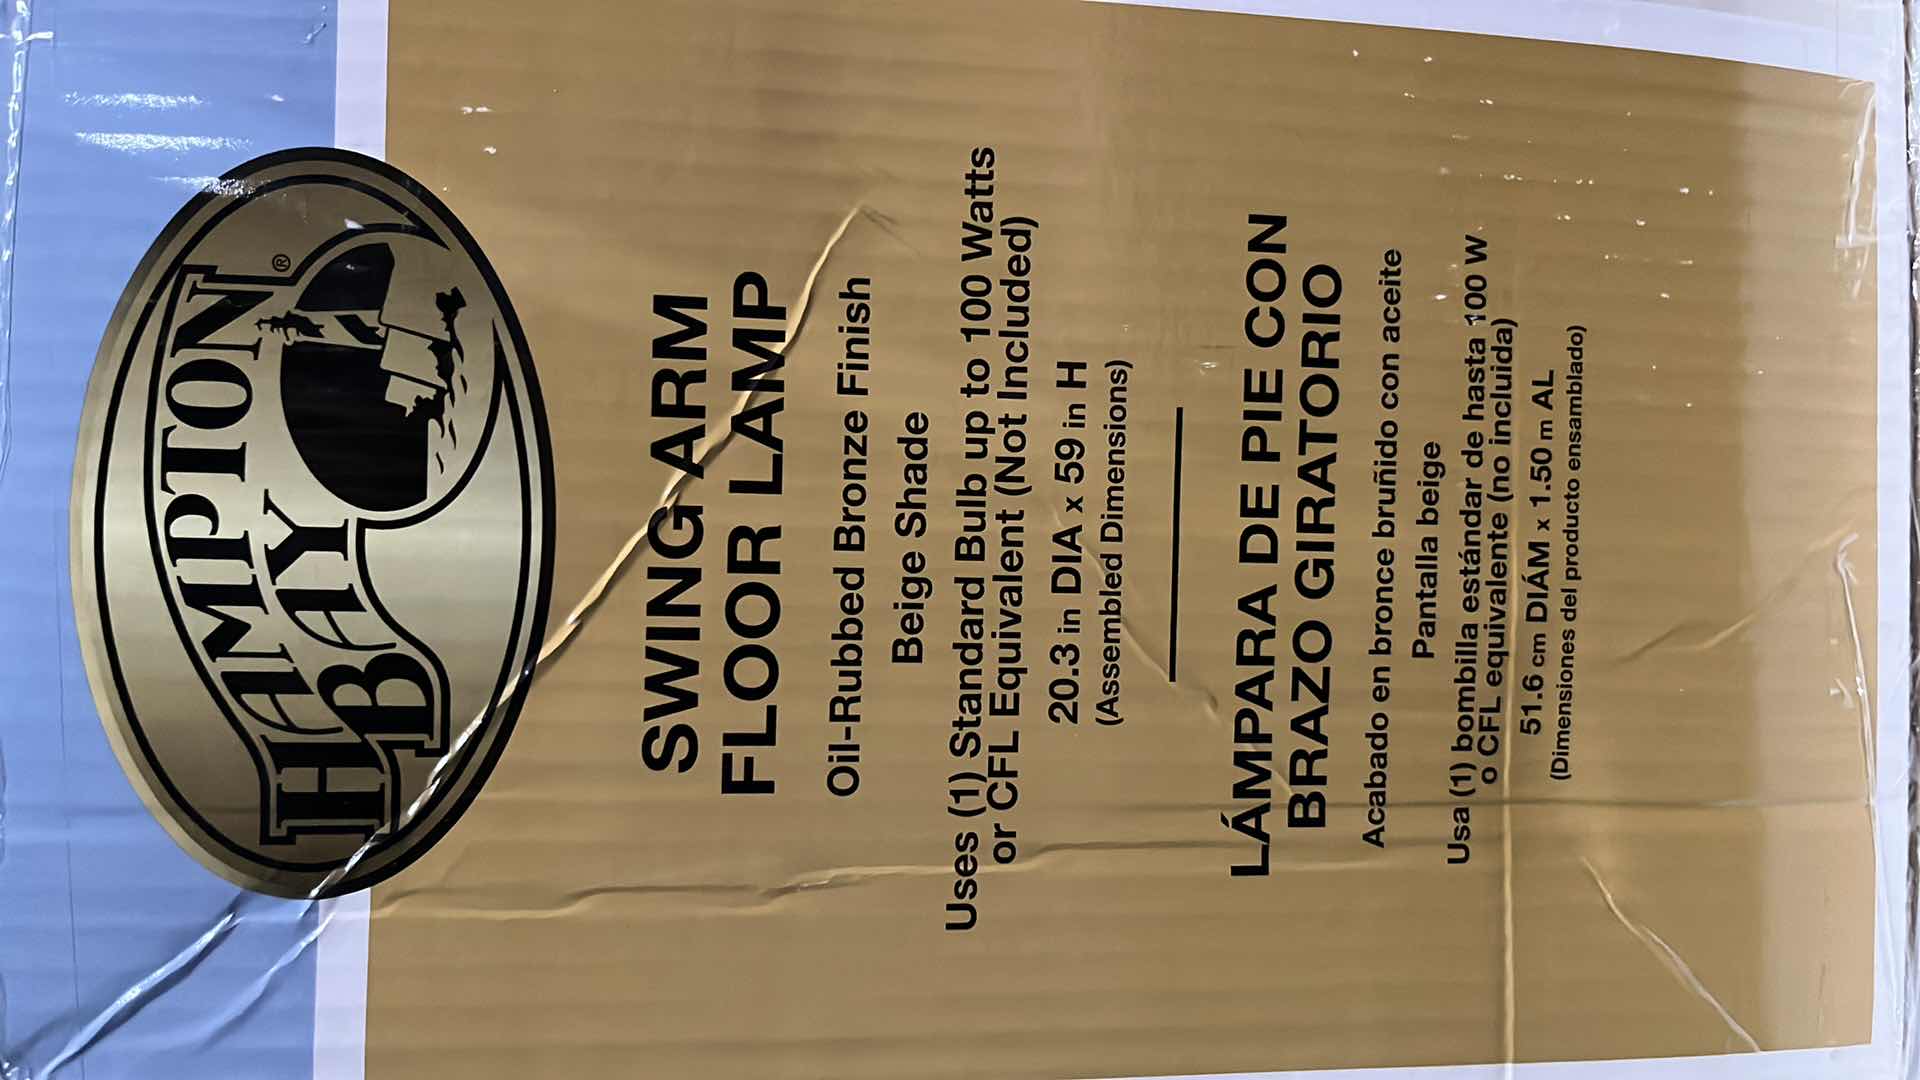 HAMPTON
BAY®
SWING ARM
FLOOR LAMP
Oil-Rubbed Bronze Finish
Beige Shade
Uses (1) Standard Bulb up to 100 Watts
or CFL Equivalent (Not Included)
20.3 in DIA x 59 in H
(Assembled Dimensions)
LÁMPARA DE PIE CON
BRAZO GIRATORIO
Acabado en bronce bruñido con aceite
Pantalla beige
Usa (1) bombilla estándar de hasta 100 W
o CFL equivalente (no incluida)
51.6 cm DIÁM x 1.50 m AL
(Dimensiones del producto ensamblado)